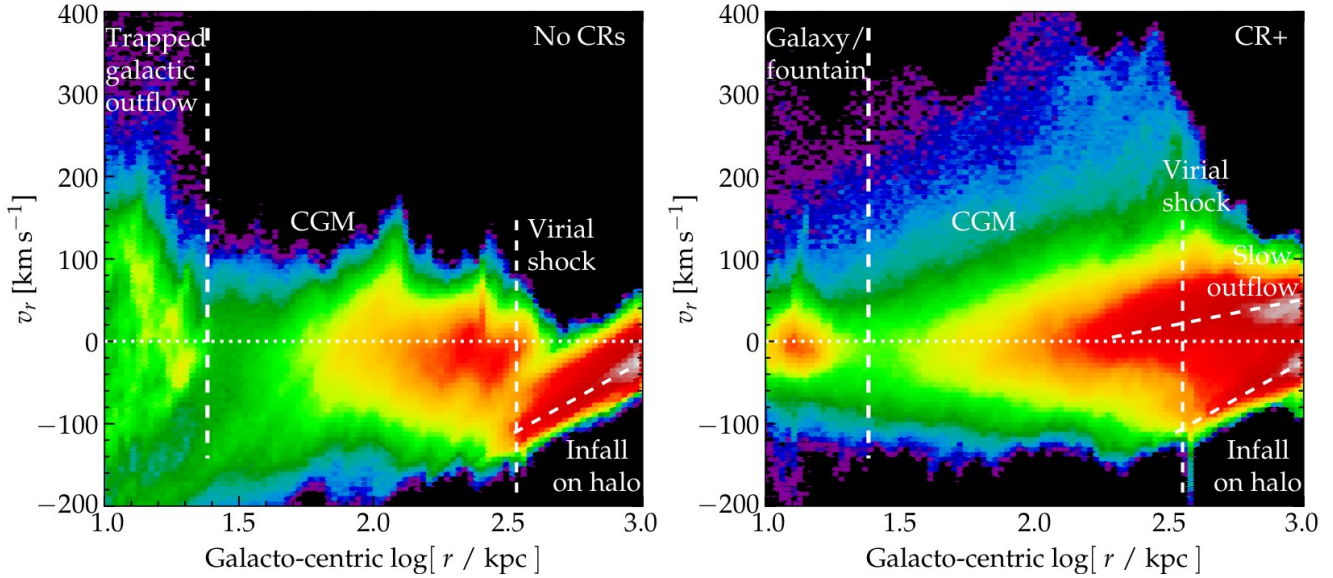 Trapped
galactic
outflow
No CRs
CGM
Virial
shock
Infall
on halo
400
300
200
100
0
−100
−200
v_r [km s⁻¹]
1.0 1.5 2.0 2.5 3.0
Galacto-centric log[ r / kpc ]
Galaxy/
fountain
CR+
CGM
Virial
shock
Slow
outflow
Infall
on halo
400
300
200
100
0
−100
−200
v_r [km s⁻¹]
1.0 1.5 2.0 2.5 3.0
Galacto-centric log[ r / kpc ]